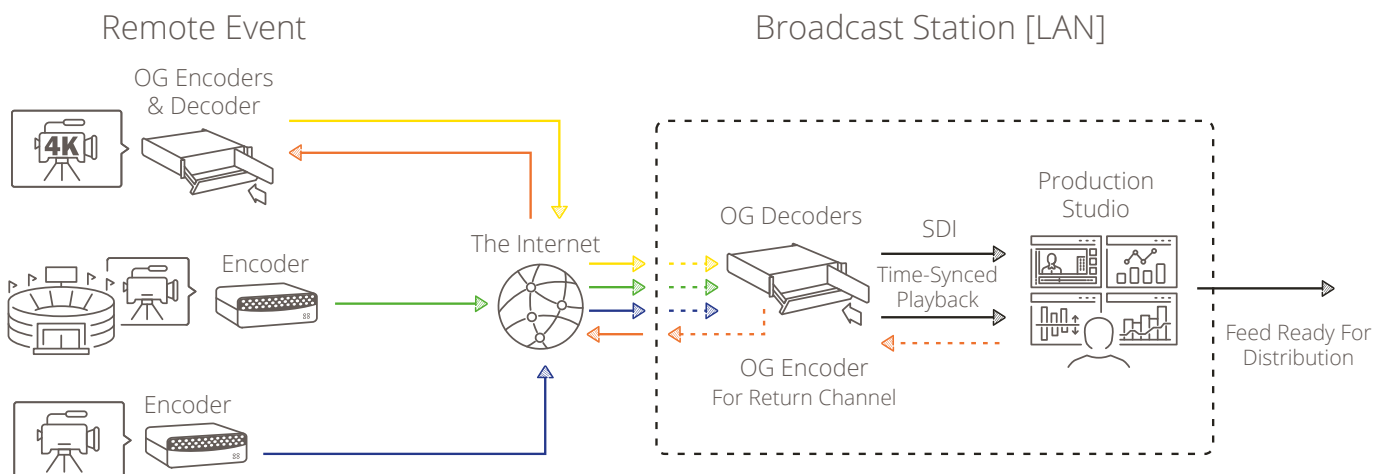 Remote Event
Broadcast Station [LAN]
OG Encoders
& Decoder
4K
Encoder
Encoder
The Internet
OG Decoders
SDI
Time-Synced
Playback
OG Encoder
For Return Channel
Production
Studio
Feed Ready For
Distribution